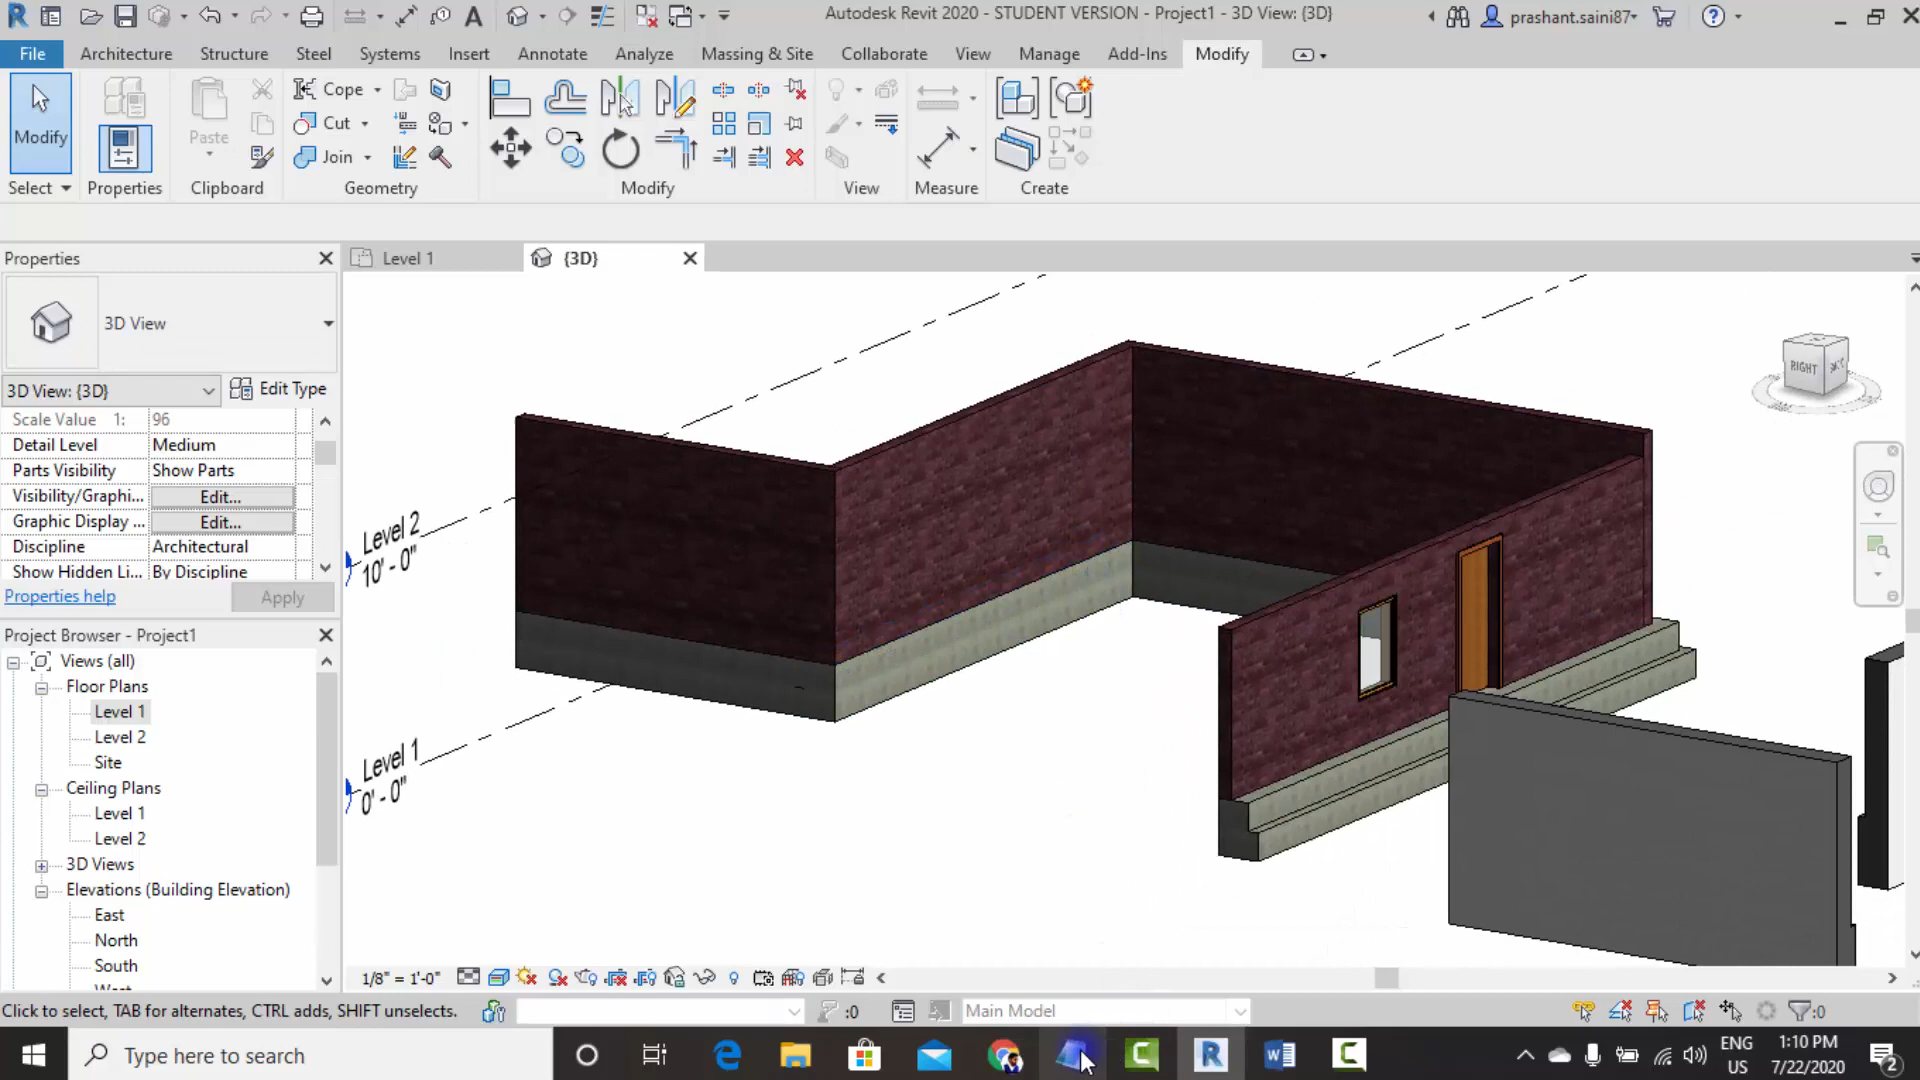 Autodesk Revit 2020 - STUDENT VERSION - Project1 - 3D View: {3D}
prashant.saini87
File
Architecture
Structure
Steel
Systems
Insert
Annotate
Analyze
Massing & Site
Collaborate
View
Manage
Add-Ins
Modify
Modify
Paste
Cope
Cut
Join
Select
Properties
Clipboard
Geometry
Modify
View
Measure
Create
Properties
Level 1
{3D}
3D View
3D View: {3D}
Edit Type
Scale Value 1:
96
Detail Level
Medium
Parts Visibility
Show Parts
Visibility/Graphi...
Edit...
Graphic Display ...
Edit...
Discipline
Architectural
Show Hidden Li...
By Discipline
Properties help
Apply
Project Browser - Project1
Views (all)
Floor Plans
Level 1
Level 2
Site
Ceiling Plans
Level 1
Level 2
3D Views
Elevations (Building Elevation)
East
North
South
Level 2
10' - 0"
Level 1
0' - 0"
RIGHT
1/8" = 1'-0"
Click to select, TAB for alternates, CTRL adds, SHIFT unselects.
:0
Main Model
:0
Type here to search
ENG
US
1:10 PM
7/22/2020
2